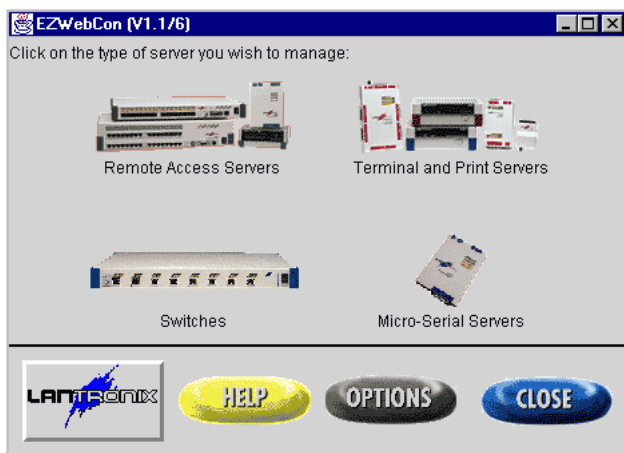 EZWebCon (V1.1/6)
Click on the type of server you wish to manage:
Remote Access Servers
Terminal and Print Servers
Switches
Micro-Serial Servers
LANTRONIX
HELP
OPTIONS
CLOSE